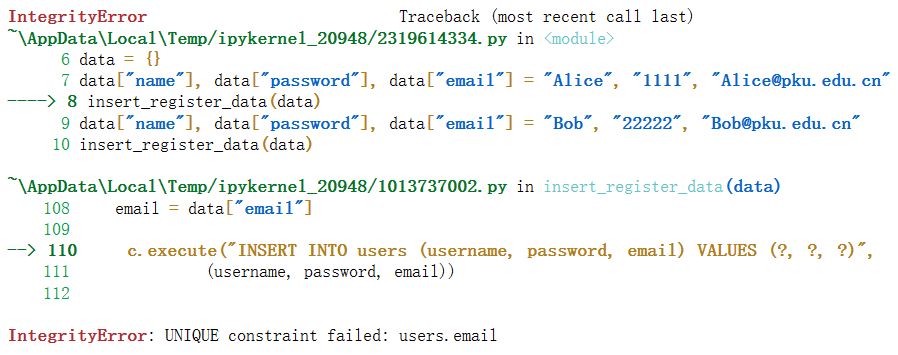 IntegrityError                            Traceback (most recent call last)
~\AppData\Local\Temp/ipykernel_20948/2319614334.py in <module>
      6 data = {}
      7 data["name"], data["password"], data["email"] = "Alice", "1111", "Alice@pku.edu.cn"
----> 8 insert_register_data(data)
      9 data["name"], data["password"], data["email"] = "Bob", "22222", "Bob@pku.edu.cn"
     10 insert_register_data(data)
~\AppData\Local\Temp/ipykernel_20948/1013737002.py in insert_register_data(data)
    108     email = data["email"]
    109
--> 110     c.execute("INSERT INTO users (username, password, email) VALUES (?, ?, ?)",
    111               (username, password, email))
    112
IntegrityError: UNIQUE constraint failed: users.email